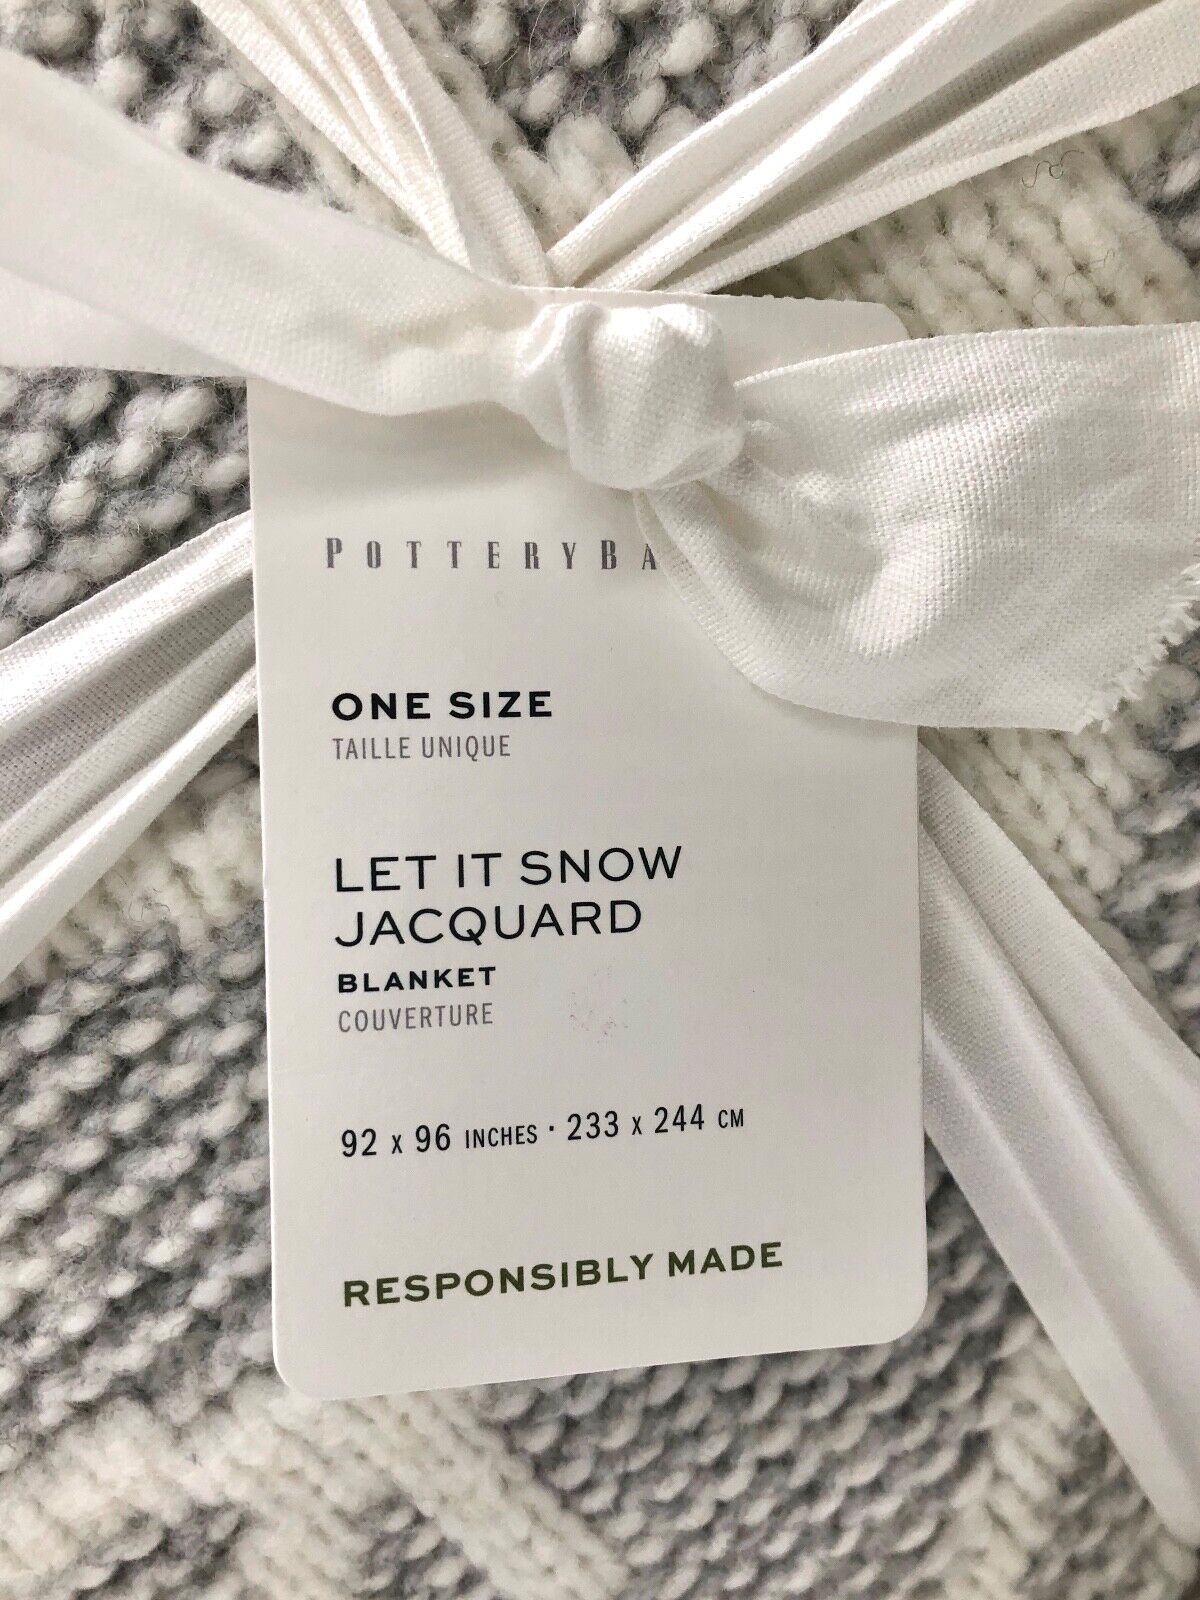 POTTERYBA
ONE SIZE
TAILLE UNIQUE
LET IT SNOW
JACQUARD
BLANKET
COUVERTURE
92 x 96 INCHES · 233 x 244 CM
RESPONSIBLY MADE